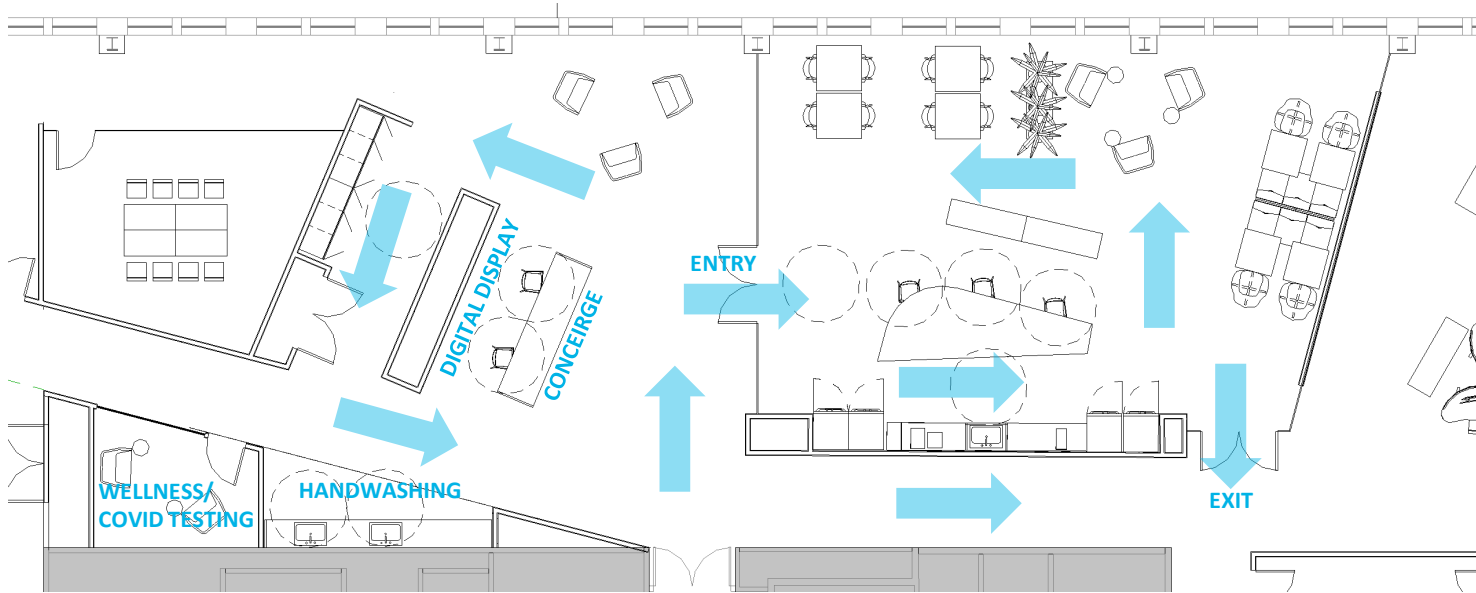 DIGITAL DISPLAY
CONCEIRGE
ENTRY
WELLNESS/
COVID TESTING
HANDWASHING
EXIT